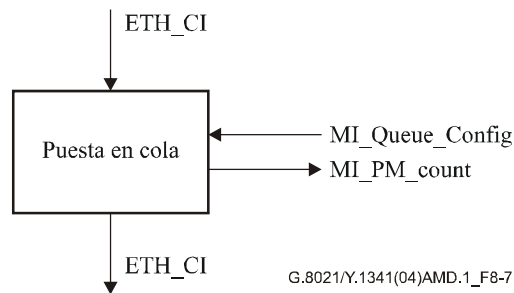 ETH_CI
Puesta en cola
MI_Queue_Config
MI_PM_count
ETH_CI
G.8021/Y.1341(04)AMD.1_F8-7